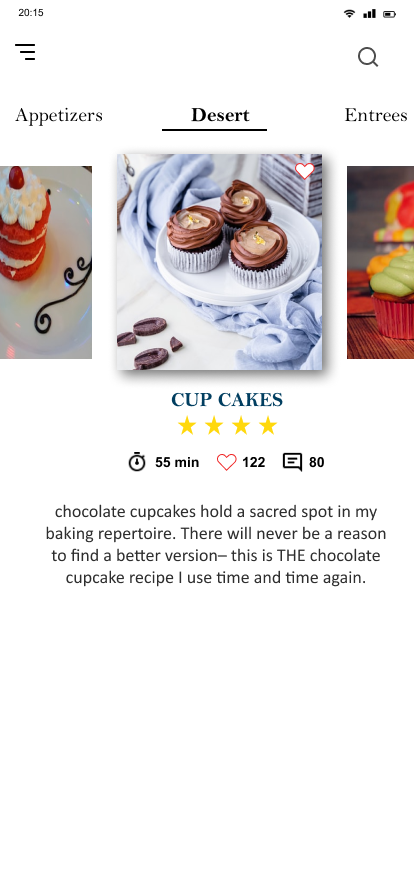 20:15
Appetizers Desert Entrees
CUP CAKES
55 min 122 80
chocolate cupcakes hold a sacred spot in my
baking repertoire. There will never be a reason
to find a better version– this is THE chocolate
cupcake recipe I use time and time again.